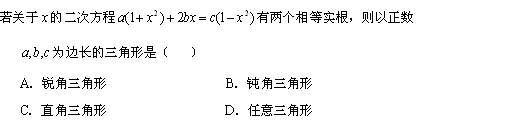 若关于x的二次方程a(1+x²)+2bx=c(1-x²)有两个相等实根，则以正数
a,b,c为边长的三角形是（　　）
A．锐角三角形　　B．钝角三角形
C．直角三角形　　D．任意三角形